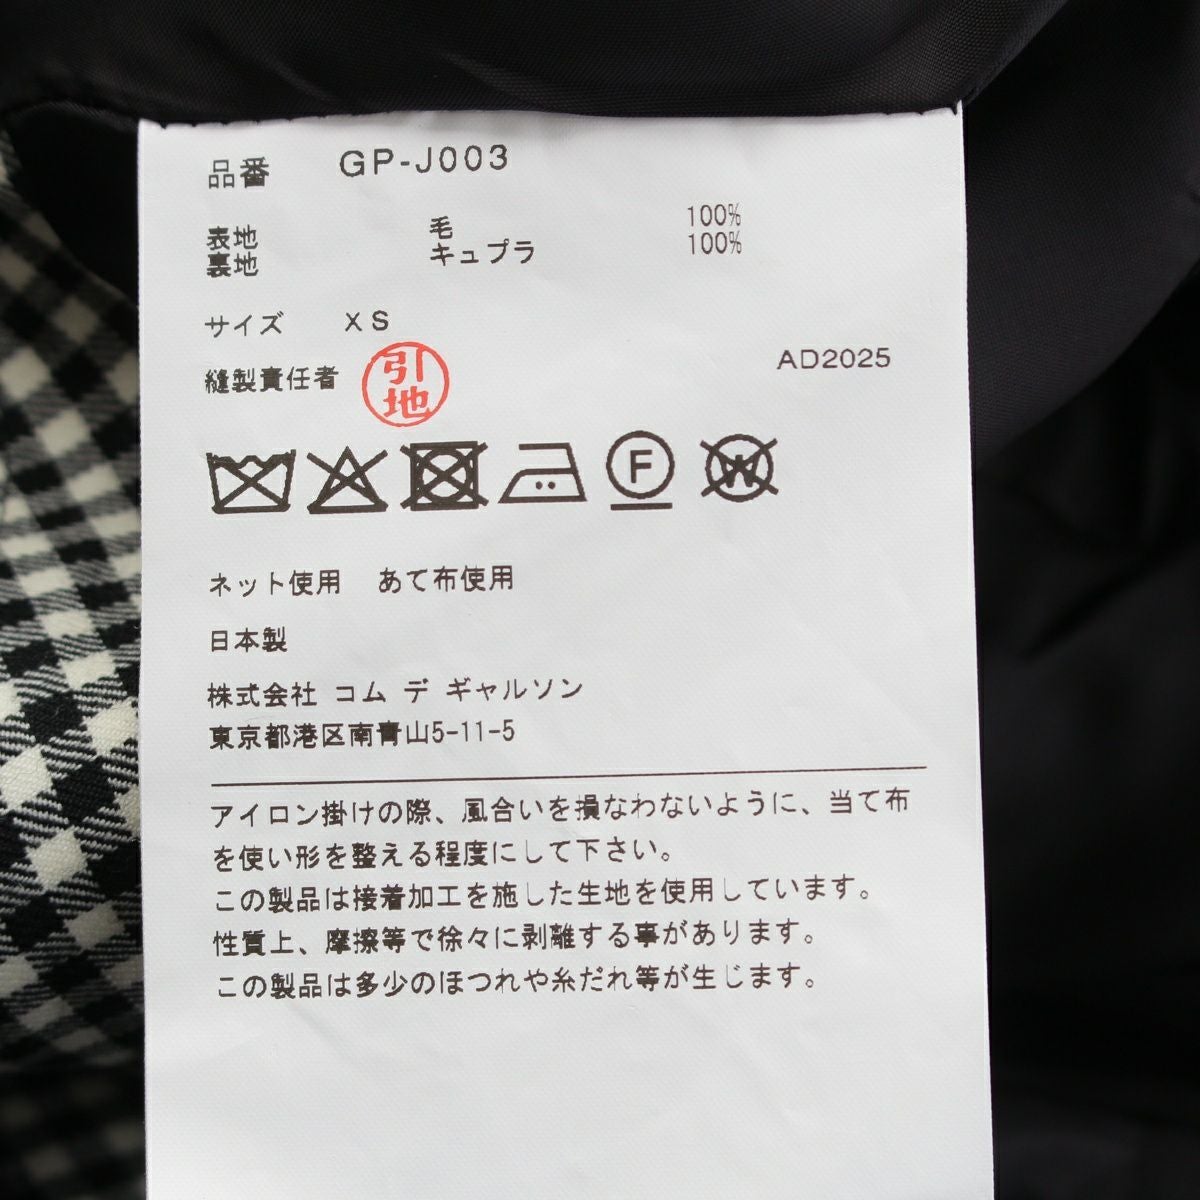 品番 GP-J003
表地 毛 100%
裏地 キュプラ 100%
サイズ XS
縫製責任者 引地
AD2025
F
W
ネット使用 あて布使用
日本製
株式会社 コム デ ギャルソン
東京都港区南青山5-11-5
アイロン掛けの際、風合いを損なわないように、当て布
を使い形を整える程度にして下さい。
この製品は接着加工を施した生地を使用しています。
性質上、摩擦等で徐々に剥離する事があります。
この製品は多少のほつれや糸だれ等が生じます。